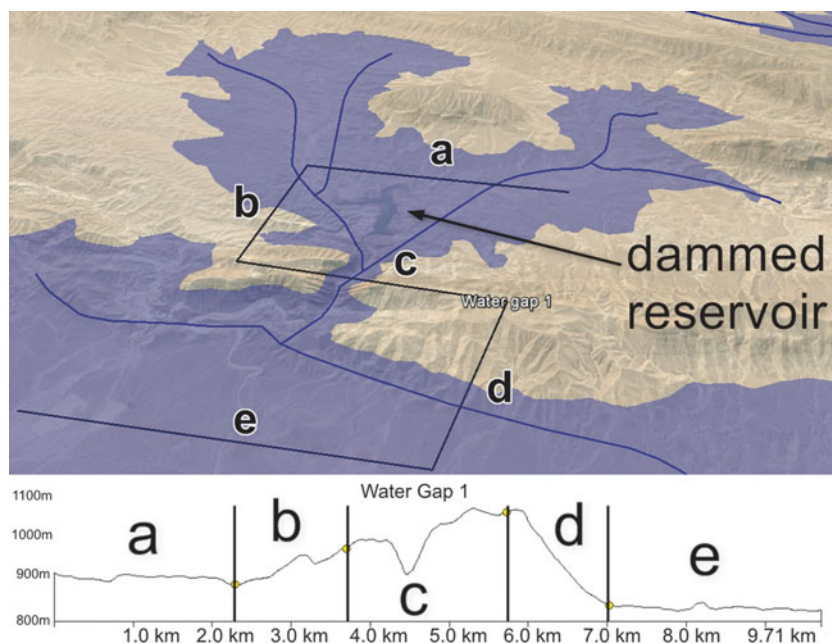 a
b
dammed
reservoir
c
Water gap 1
d
e
Water Gap 1
1100m
1000m
900m
800m
a
b
c
d
e
1.0 km
2.0 km
3.0 km
4.0 km
5.0 km
6.0 km
7.0 km
8.0 km
9.71 km